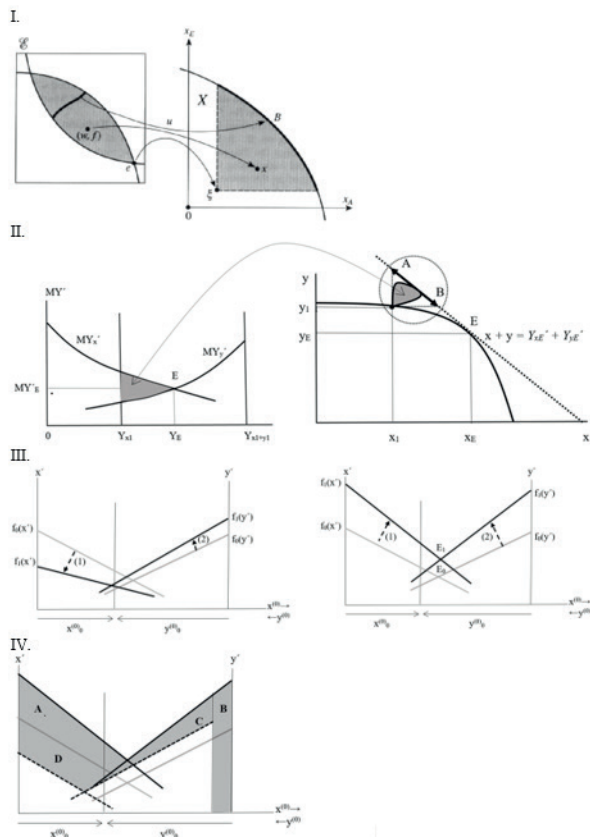 I.
ℰ
(w, f)
e
u
x_E
X
B
x
ξ
0
x_A
II.
MY´
MY_x´
MY_y´
E
MY´_E
0
Y_x1
Y_E
Y_x1+y1
y
A
B
y_1
E
y_E
x + y = Y_xE´ + Y_yE´
x_1
x_E
x
III.
x´
y´
f_0(x´)
(1)
f_1(x´)
f_1(y´)
(2)
f_0(y´)
x^(0)_0
y^(0)_0
x^(0)→
←y^(0)
x´
y´
f_1(x´)
f_1(y´)
(1)
(2)
f_0(x´)
f_0(y´)
E_1
E_0
x^(0)_0
y^(0)_0
x^(0)→
←y^(0)
IV.
x´
y´
A
C
B
D
x^(0)_0
y^(0)_0
x^(0)→
←y^(0)